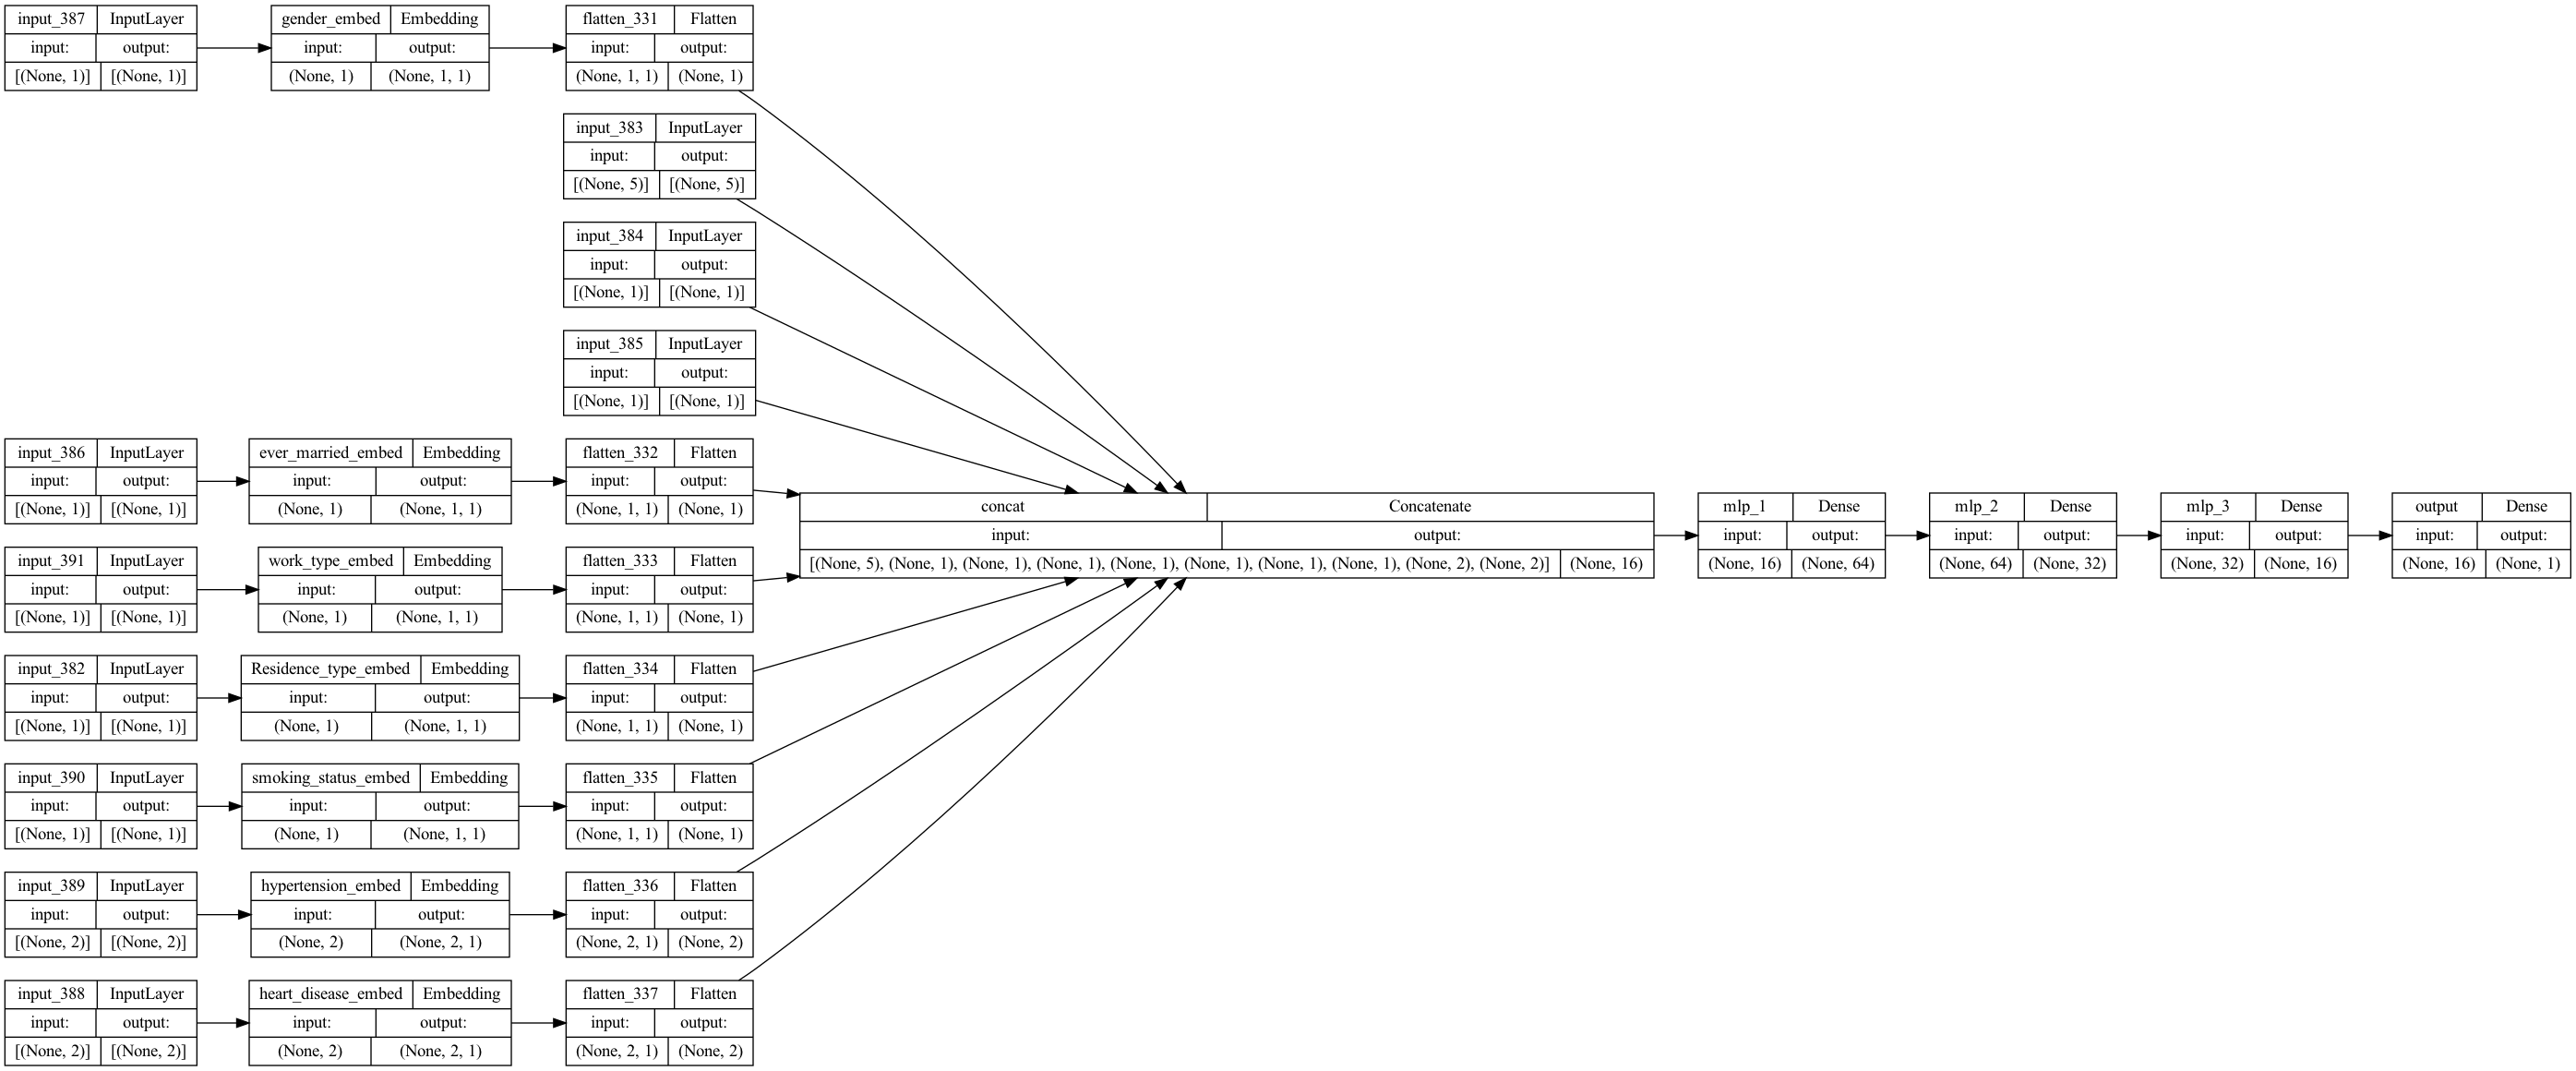 input_387 InputLayer
input: output:
[(None, 1)] [(None, 1)]
gender_embed Embedding
input: output:
(None, 1) (None, 1, 1)
flatten_331 Flatten
input: output:
(None, 1, 1) (None, 1)
input_383 InputLayer
input: output:
[(None, 5)] [(None, 5)]
input_384 InputLayer
input: output:
[(None, 1)] [(None, 1)]
input_385 InputLayer
input: output:
[(None, 1)] [(None, 1)]
input_386 InputLayer
input: output:
[(None, 1)] [(None, 1)]
ever_married_embed Embedding
input: output:
(None, 1) (None, 1, 1)
flatten_332 Flatten
input: output:
(None, 1, 1) (None, 1)
input_391 InputLayer
input: output:
[(None, 1)] [(None, 1)]
work_type_embed Embedding
input: output:
(None, 1) (None, 1, 1)
flatten_333 Flatten
input: output:
(None, 1, 1) (None, 1)
input_382 InputLayer
input: output:
[(None, 1)] [(None, 1)]
Residence_type_embed Embedding
input: output:
(None, 1) (None, 1, 1)
flatten_334 Flatten
input: output:
(None, 1, 1) (None, 1)
input_390 InputLayer
input: output:
[(None, 1)] [(None, 1)]
smoking_status_embed Embedding
input: output:
(None, 1) (None, 1, 1)
flatten_335 Flatten
input: output:
(None, 1, 1) (None, 1)
input_389 InputLayer
input: output:
[(None, 2)] [(None, 2)]
hypertension_embed Embedding
input: output:
(None, 2) (None, 2, 1)
flatten_336 Flatten
input: output:
(None, 2, 1) (None, 2)
input_388 InputLayer
input: output:
[(None, 2)] [(None, 2)]
heart_disease_embed Embedding
input: output:
(None, 2) (None, 2, 1)
flatten_337 Flatten
input: output:
(None, 2, 1) (None, 2)
concat Concatenate
input: output:
[(None, 5), (None, 1), (None, 1), (None, 1), (None, 1), (None, 1), (None, 1), (None, 1), (None, 2), (None, 2)] (None, 16)
mlp_1 Dense
input: output:
(None, 16) (None, 64)
mlp_2 Dense
input: output:
(None, 64) (None, 32)
mlp_3 Dense
input: output:
(None, 32) (None, 16)
output Dense
input: output:
(None, 16) (None, 1)